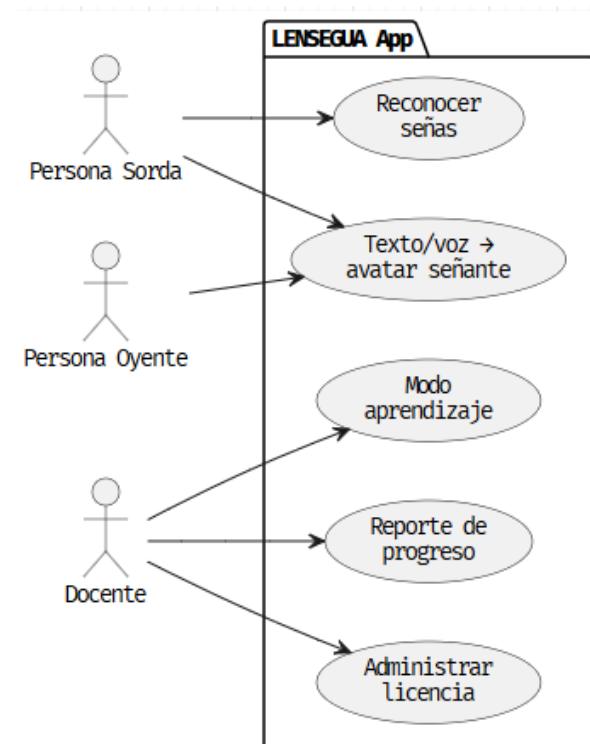 LENSEGUA App
Reconocer
señas
Persona Sorda
Texto/voz →
avatar señante
Persona Oyente
Modo
aprendizaje
Reporte de
progreso
Docente
Administrar
licencia